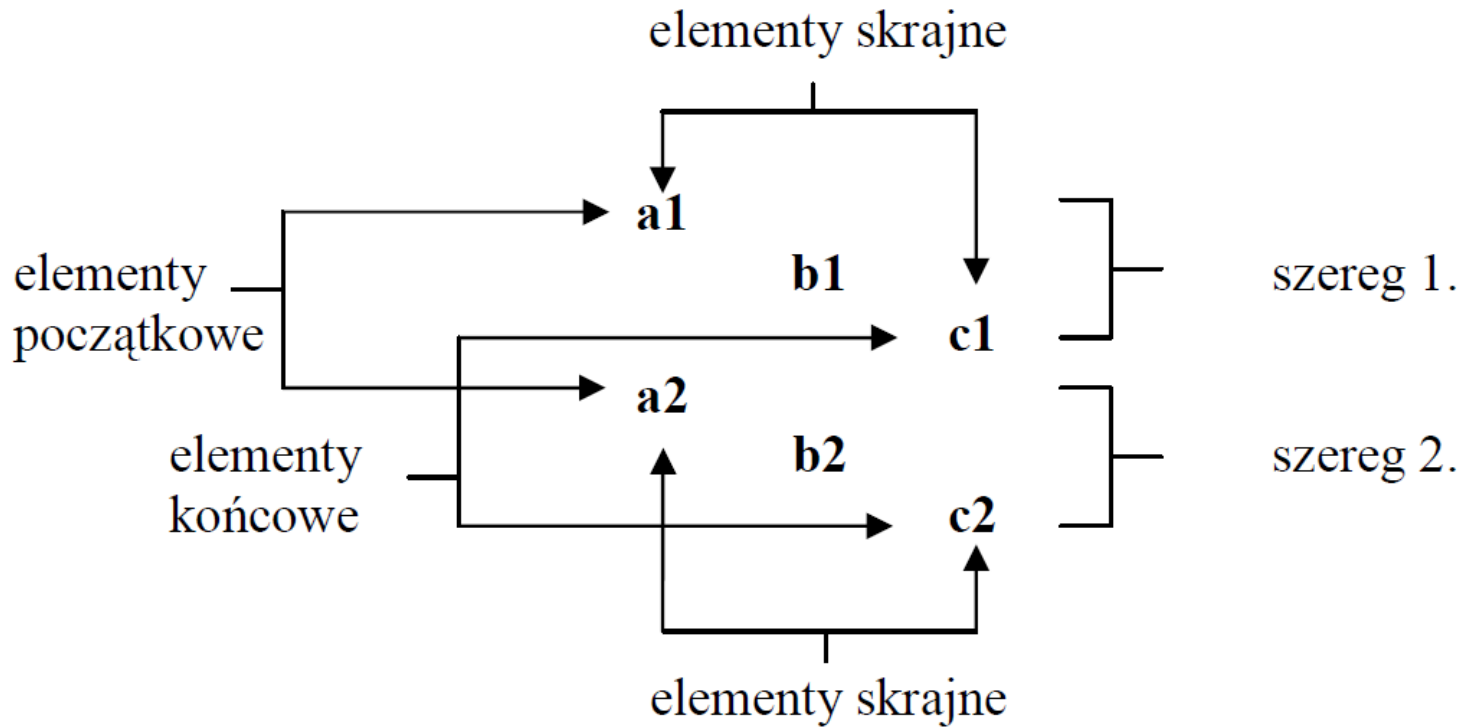 elementy skrajne
a1
b1
c1
szereg 1.
elementy
początkowe
a2
b2
c2
szereg 2.
elementy
końcowe
elementy skrajne